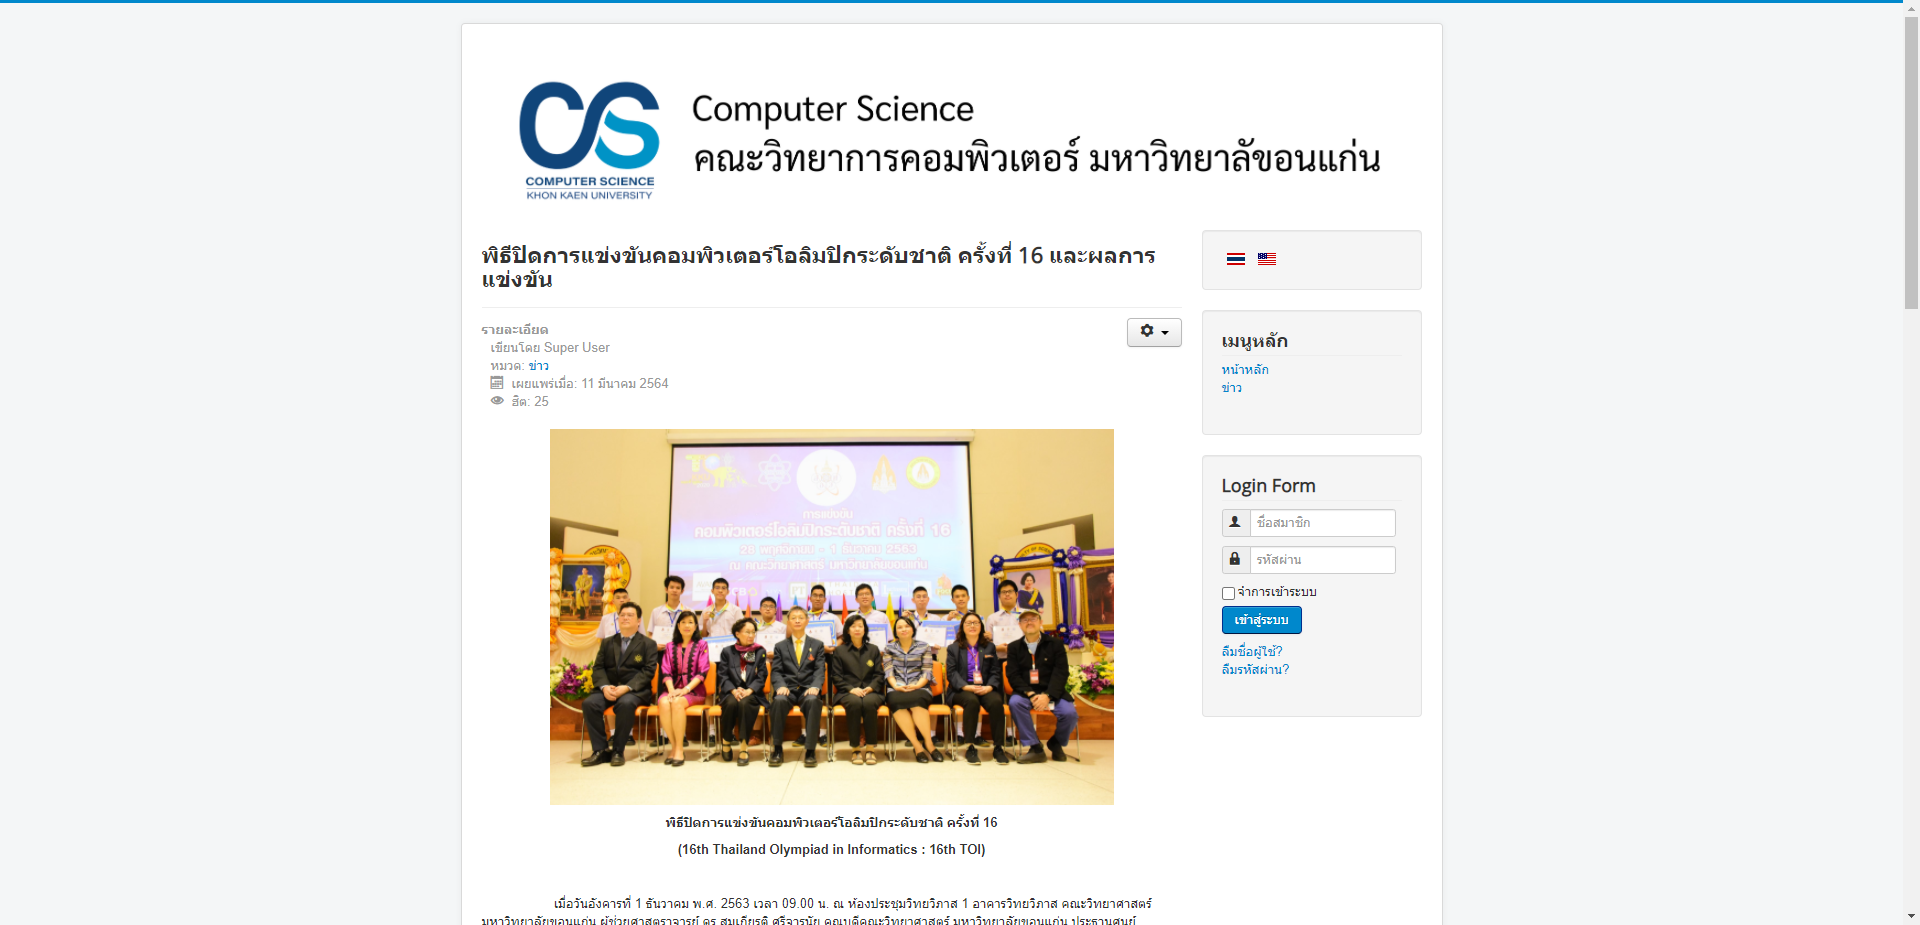 COMPUTER SCIENCE
KHON KAEN UNIVERSITY
Computer Science
คณะวิทยาการคอมพิวเตอร์ มหาวิทยาลัขอนแก่น
พิธีปิดการแข่งขันคอมพิวเตอร์โอลิมปิกระดับชาติ ครั้งที่ 16 และผลการ
แข่งขัน
รายละเอียด
เขียนโดย Super User
หมวด: ข่าว
เผยแพร่เมื่อ: 11 มีนาคม 2564
ฮิต: 25
การแข่งขัน
คอมพิวเตอร์โอลิมปิกระดับชาติ ครั้งที่ 16
28 พฤศจิกายน - 1 ธันวาคม 2563
ณ คณะวิทยาศาสตร์ มหาวิทยาลัยขอนแก่น
พิธีปิดการแข่งขันคอมพิวเตอร์โอลิมปิกระดับชาติ ครั้งที่ 16
(16th Thailand Olympiad in Informatics : 16th TOI)
เมื่อวันอังคารที่ 1 ธันวาคม พ.ศ. 2563 เวลา 09.00 น. ณ ห้องประชุมวิทยวิภาส 1 อาคารวิทยวิภาส คณะวิทยาศาสตร์
มหาวิทยาลัยขอนแก่น ผู้ช่วยศาสตราจารย์ ดร.สมเกียรติ ศรีจารนัย คณบดีคณะวิทยาศาสตร์ มหาวิทยาลัยขอนแก่น ประธานศูนย์
เมนูหลัก
หน้าหลัก
ข่าว
Login Form
ชื่อสมาชิก
รหัสผ่าน
จำการเข้าระบบ
เข้าสู่ระบบ
ลืมชื่อผู้ใช้?
ลืมรหัสผ่าน?